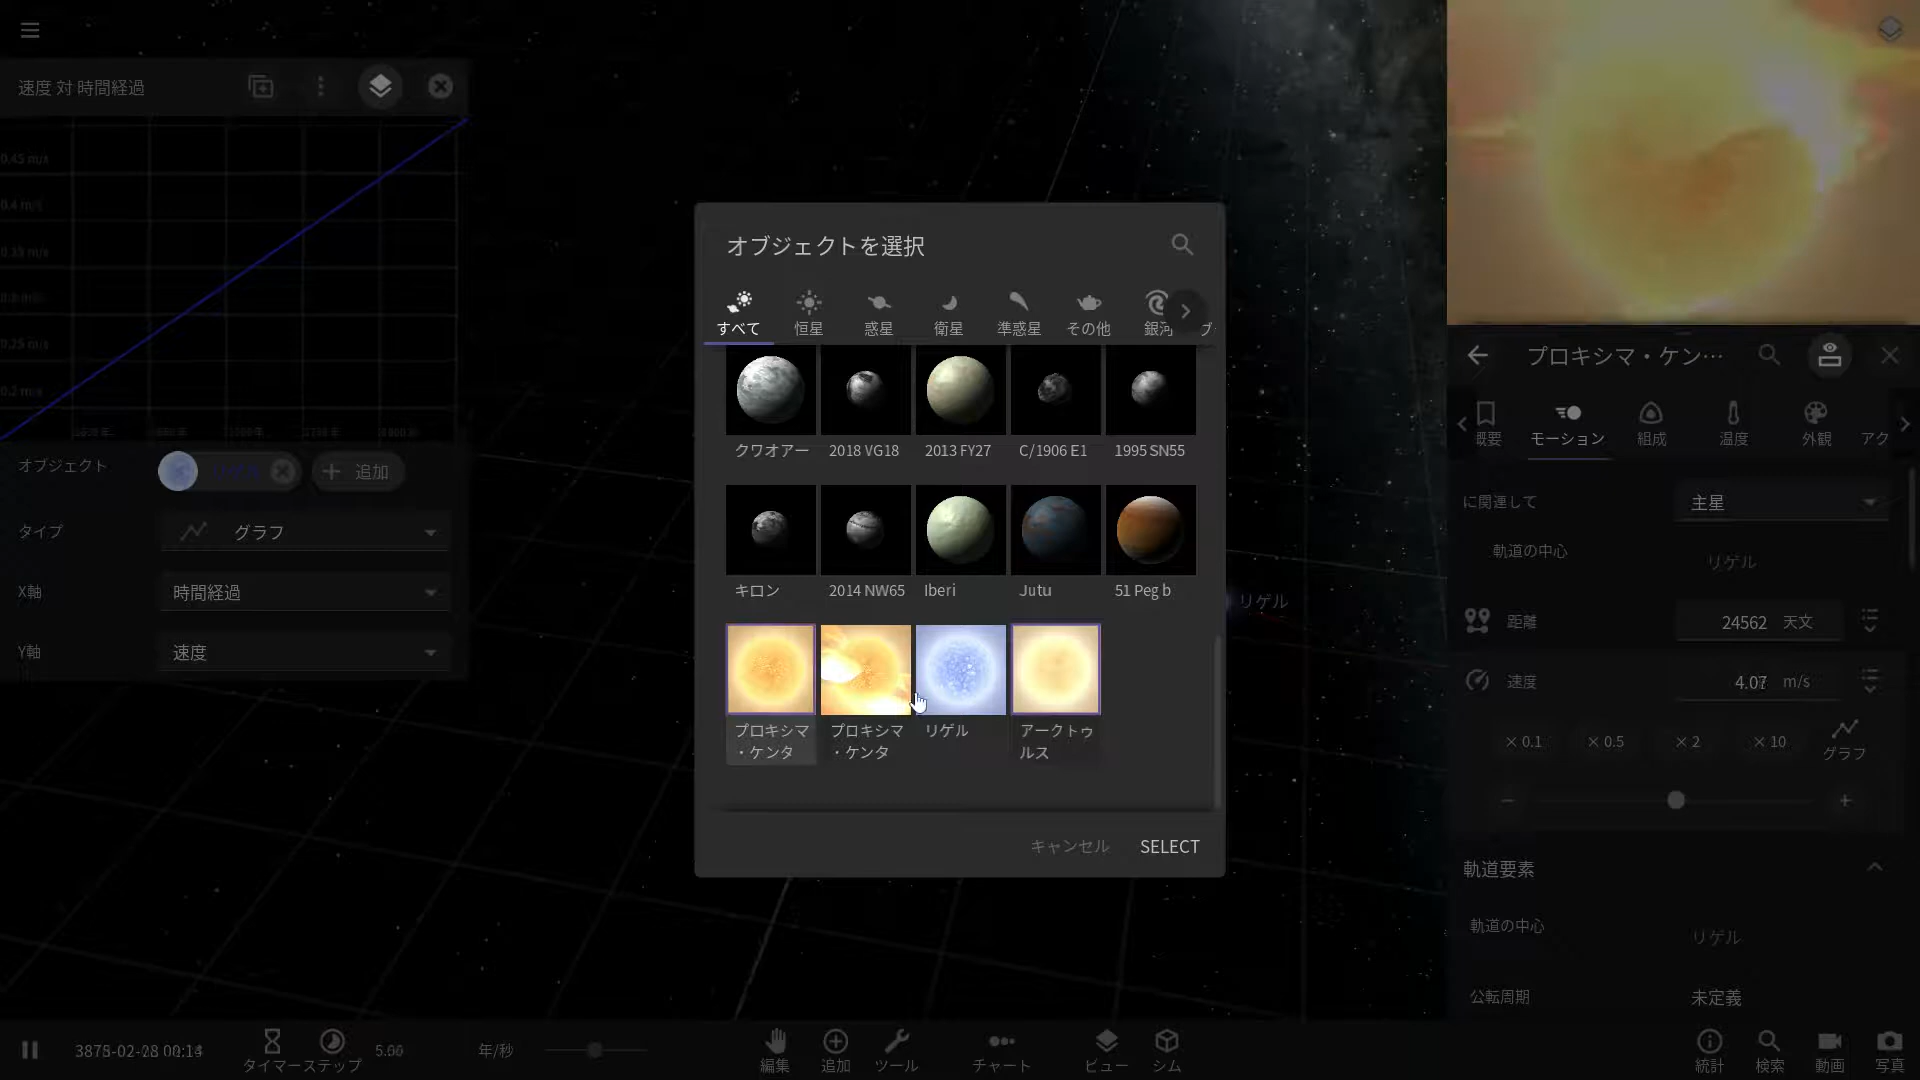 速度 対 時間経過
0.45 m/s
0.4 m/s
0.25 m/s
0.2 m/s
オブジェクト
リゲル
追加
タイプ
グラフ
X軸
時間経過
Y軸
速度
オブジェクトを選択
すべて
恒星
惑星
衛星
準惑星
その他
銀河
クワオアー
2018 VG18
2013 FY27
C/1906 E1
1995 SN55
キロン
2014 NW65
Iberi
Jutu
51 Peg b
プロキシマ
・ケンタ
プロキシマ
・ケンタ
リゲル
アークトゥ
ルス
キャンセル
SELECT
リゲル
プロキシマ・ケン…
概要
モーション
組成
温度
外観
アク
に関連して
主星
軌道の中心
リゲル
距離
24562 天文
速度
4.07 m/s
× 0.1
× 0.5
× 2
× 10
グラフ
軌道要素
軌道の中心
リゲル
公転周期
未定義
3875-02-28 00:14
タイマーステップ
5.00
年/秒
編集
追加
ツール
チャート
ビュー
シム
統計
検索
動画
写真